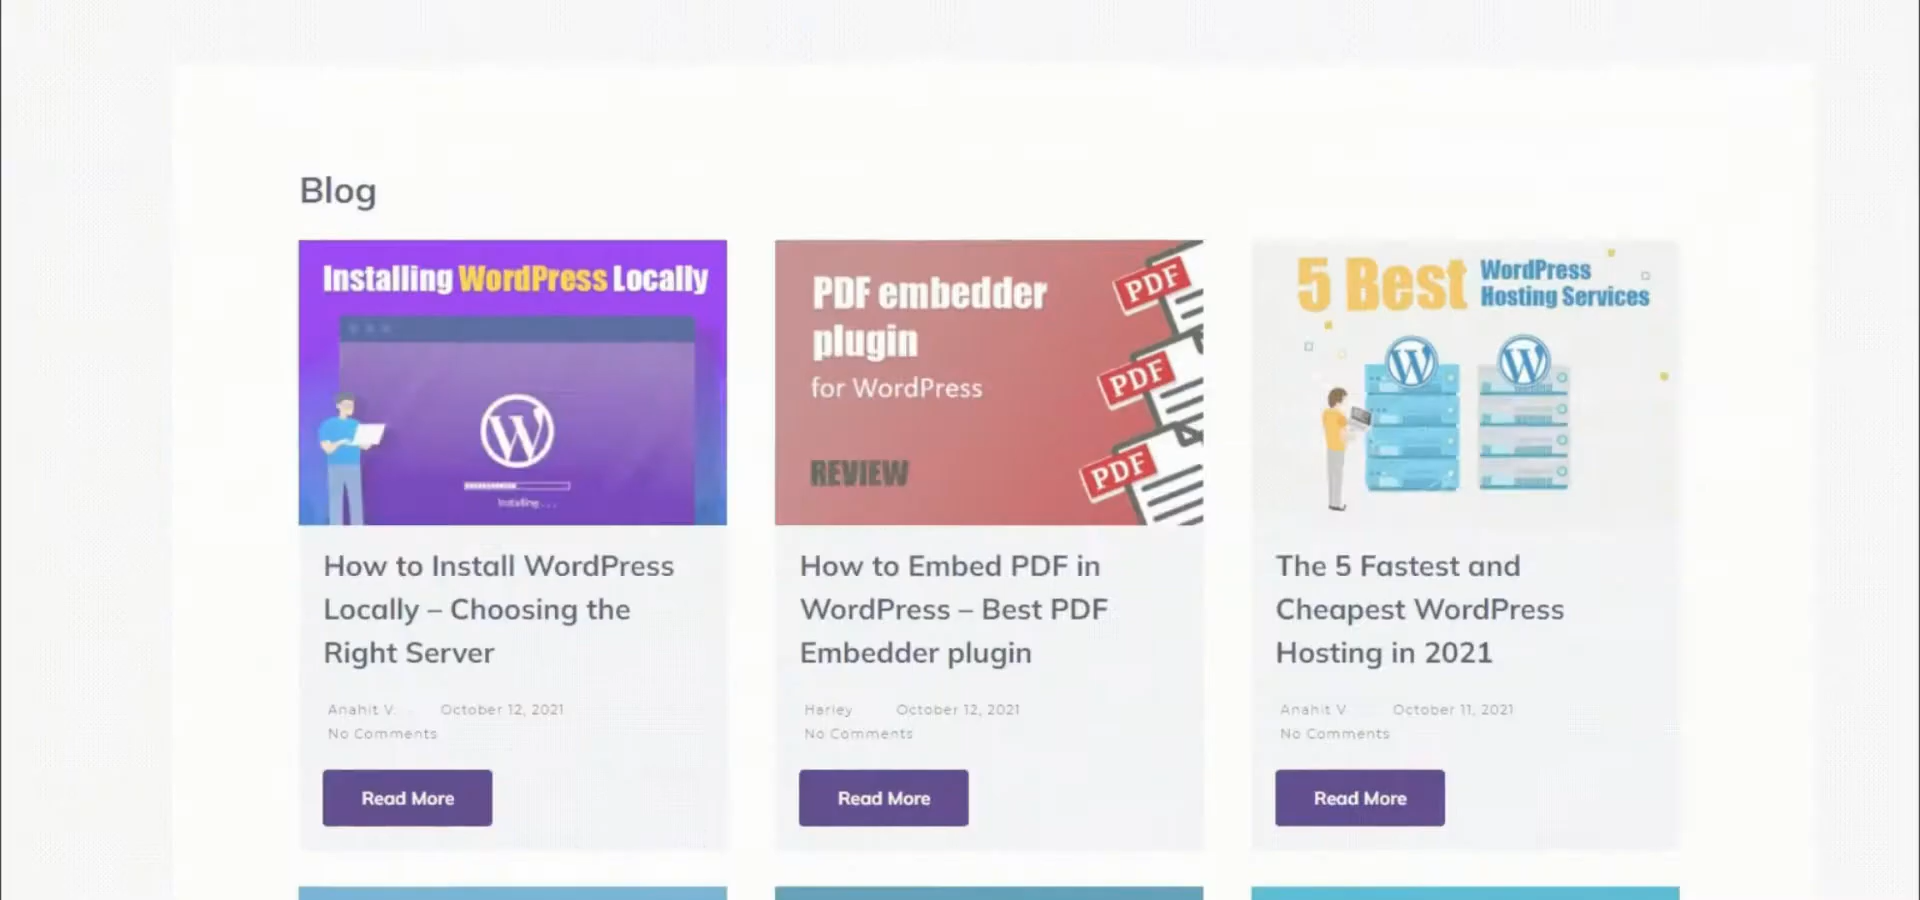 Blog
Installing WordPress Locally
Installing...
How to Install WordPress
Locally – Choosing the
Right Server
Anahit V. October 12, 2021
No Comments
Read More
PDF embedder
plugin
for WordPress
REVIEW
PDF
PDF
PDF
How to Embed PDF in
WordPress – Best PDF
Embedder plugin
Harley October 12, 2021
No Comments
Read More
5 Best WordPress
Hosting Services
The 5 Fastest and
Cheapest WordPress
Hosting in 2021
Anahit V October 11, 2021
No Comments
Read More